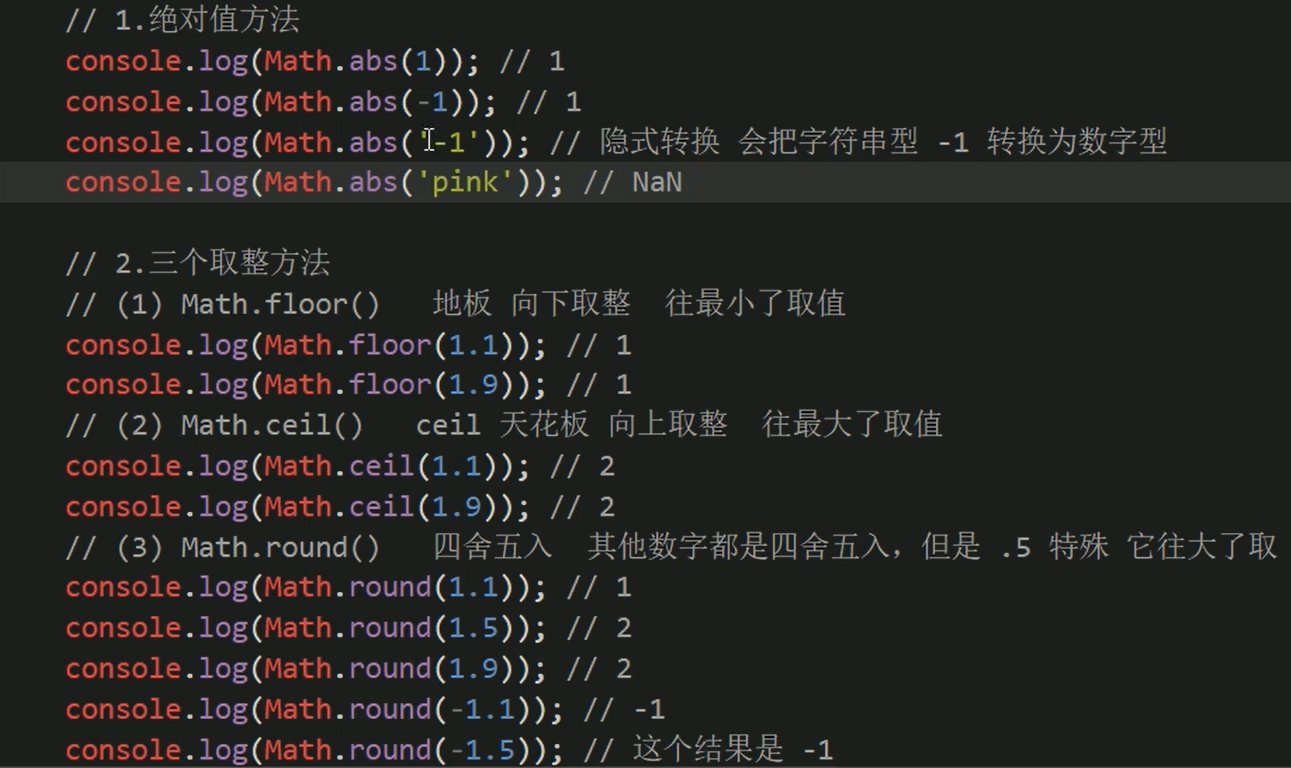 // 1.绝对值方法
console.log(Math.abs(1)); // 1
console.log(Math.abs(-1)); // 1
console.log(Math.abs('-1')); // 隐式转换 会把字符串型 -1 转换为数字型
console.log(Math.abs('pink')); // NaN
// 2.三个取整方法
// (1) Math.floor()   地板 向下取整  往最小了取值
console.log(Math.floor(1.1)); // 1
console.log(Math.floor(1.9)); // 1
// (2) Math.ceil()   ceil 天花板 向上取整  往最大了取值
console.log(Math.ceil(1.1)); // 2
console.log(Math.ceil(1.9)); // 2
// (3) Math.round()   四舍五入  其他数字都是四舍五入，但是 .5 特殊 它往大了取
console.log(Math.round(1.1)); // 1
console.log(Math.round(1.5)); // 2
console.log(Math.round(1.9)); // 2
console.log(Math.round(-1.1)); // -1
console.log(Math.round(-1.5)); // 这个结果是 -1